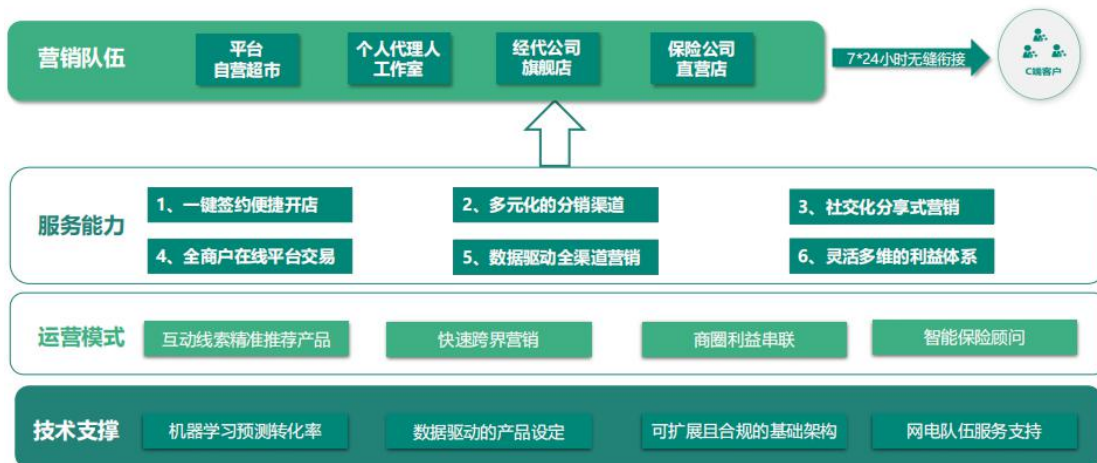 营销队伍
平台
自营超市
个人代理人
工作室
经代公司
旗舰店
保险公司
直营店
7*24小时无缝衔接
C端客户
服务能力
1、一键签约便捷开店
2、多元化的分销渠道
3、社交化分享式营销
4、全商户在线平台交易
5、数据驱动全渠道营销
6、灵活多维的利益体系
运营模式
互动线索精准推荐产品
快速跨界营销
商圈利益串联
智能保险顾问
技术支撑
机器学习预测转化率
数据驱动的产品设定
可扩展且合规的基础架构
网电队伍服务支持